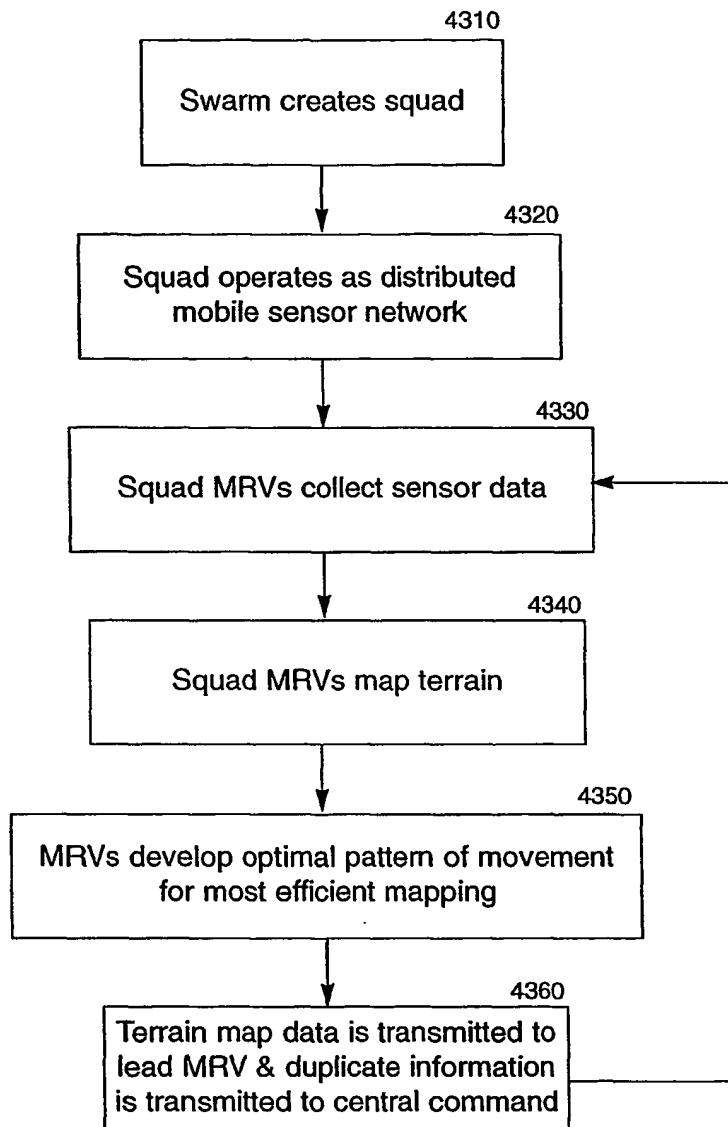 4310
Swarm creates squad
4320
Squad operates as distributed
mobile sensor network
4330
Squad MRVs collect sensor data
4340
Squad MRVs map terrain
4350
MRVs develop optimal pattern of movement
for most efficient mapping
4360
Terrain map data is transmitted to
lead MRV & duplicate information
is transmitted to central command